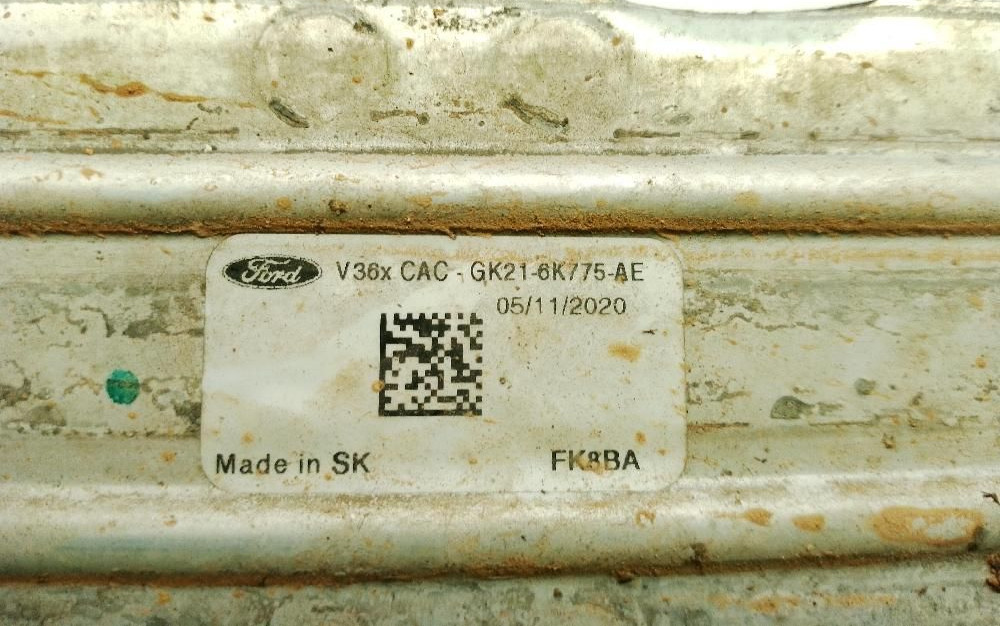 Ford V36x CAC - GK21-6K775-AE
05/11/2020
Made in SK FK8BA